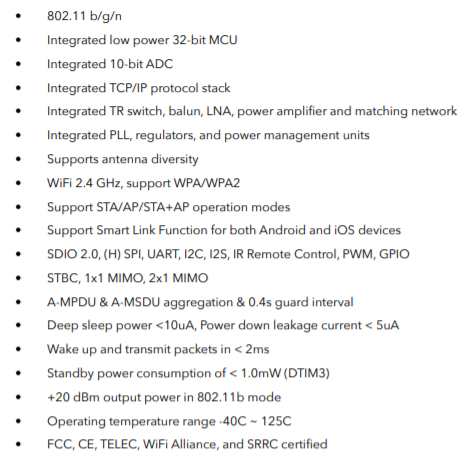 • 802.11 b/g/n
• Integrated low power 32-bit MCU
• Integrated 10-bit ADC
• Integrated TCP/IP protocol stack
• Integrated TR switch, balun, LNA, power amplifier and matching network
• Integrated PLL, regulators, and power management units
• Supports antenna diversity
• WiFi 2.4 GHz, support WPA/WPA2
• Support STA/AP/STA+AP operation modes
• Support Smart Link Function for both Android and iOS devices
• SDIO 2.0, (H) SPI, UART, I2C, I2S, IR Remote Control, PWM, GPIO
• STBC, 1x1 MIMO, 2x1 MIMO
• A-MPDU & A-MSDU aggregation & 0.4s guard interval
• Deep sleep power <10uA, Power down leakage current < 5uA
• Wake up and transmit packets in < 2ms
• Standby power consumption of < 1.0mW (DTIM3)
• +20 dBm output power in 802.11b mode
• Operating temperature range -40C ~ 125C
• FCC, CE, TELEC, WiFi Alliance, and SRRC certified